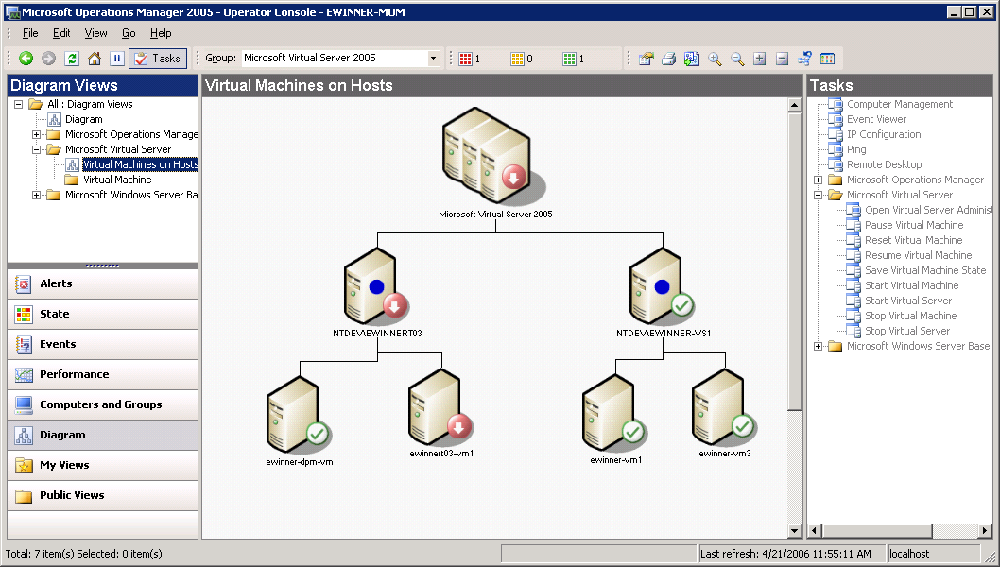 Microsoft Operations Manager 2005 - Operator Console - EWINNER-MOM
File Edit View Go Help
Tasks Group: Microsoft Virtual Server 2005 1 0 1
Diagram Views
All : Diagram Views
Diagram
Microsoft Operations Manage
Microsoft Virtual Server
Virtual Machines on Hosts
Virtual Machine
Microsoft Windows Server Ba
Alerts
State
Events
Performance
Computers and Groups
Diagram
My Views
Public Views
Virtual Machines on Hosts
Microsoft Virtual Server 2005
NTDEV\EWINNERT03
NTDEV\EWINNER-VS1
ewinner-dpm-vm
ewinnert03-vm1
ewinner-vm1
ewinner-vm3
Tasks
Computer Management
Event Viewer
IP Configuration
Ping
Remote Desktop
Microsoft Operations Manager
Microsoft Virtual Server
Open Virtual Server Adminis
Pause Virtual Machine
Reset Virtual Machine
Resume Virtual Machine
Save Virtual Machine State
Start Virtual Machine
Start Virtual Server
Stop Virtual Machine
Stop Virtual Server
Microsoft Windows Server Base
Total: 7 item(s) Selected: 0 item(s)
Last refresh: 4/21/2006 11:55:11 AM
localhost